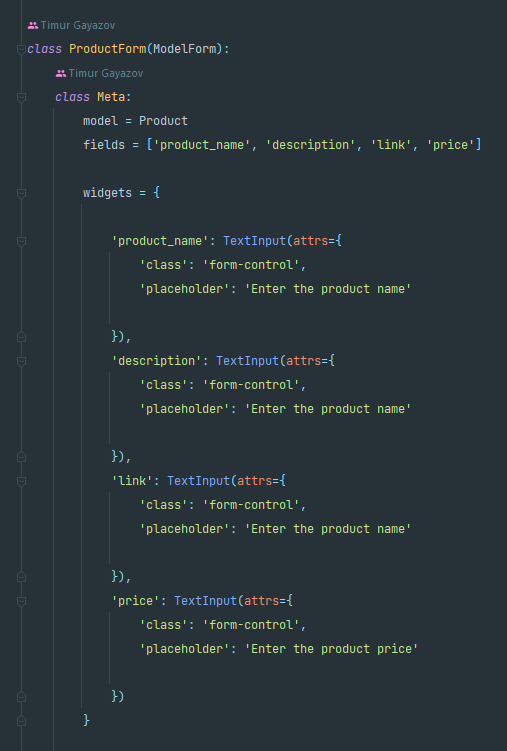 Timur Gayazov
class ProductForm(ModelForm):
Timur Gayazov
class Meta:
model = Product
fields = ['product_name', 'description', 'link', 'price']
widgets = {
'product_name': TextInput(attrs={
'class': 'form-control',
'placeholder': 'Enter the product name'
}),
'description': TextInput(attrs={
'class': 'form-control',
'placeholder': 'Enter the product name'
}),
'link': TextInput(attrs={
'class': 'form-control',
'placeholder': 'Enter the product name'
}),
'price': TextInput(attrs={
'class': 'form-control',
'placeholder': 'Enter the product price'
})
}